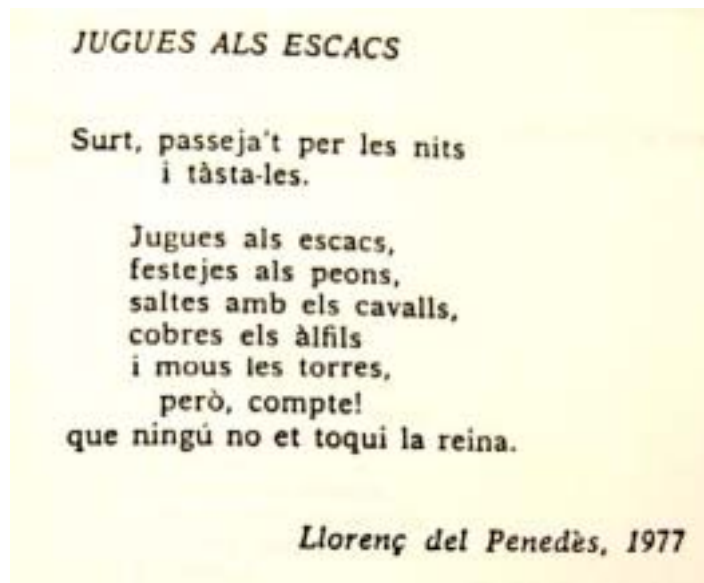 JUGUES ALS ESCACS
Surt, passeja't per les nits
i tàsta-les.
Jugues als escacs,
festeges als peons,
saltes amb els cavalls,
cobres els àlfils
i mous les torres,
però, compte!
que ningú no et toqui la reina.
Llorenç del Penedès, 1977